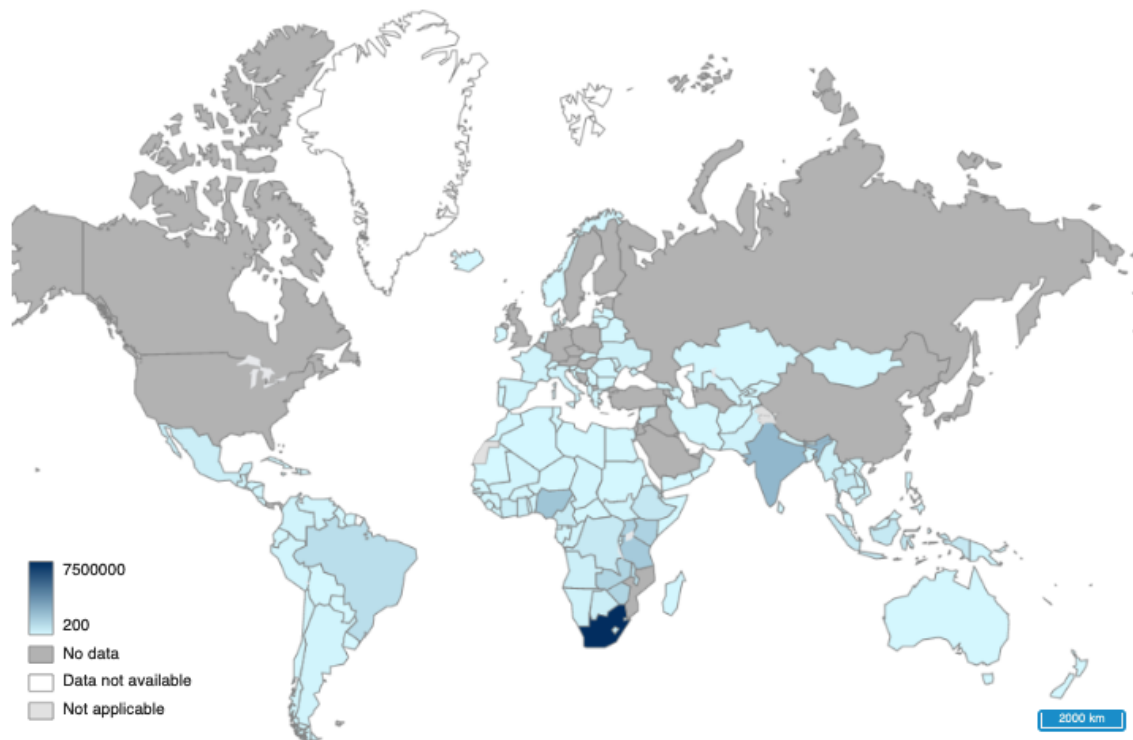 7500000
200
No data
Data not available
Not applicable
2000 km